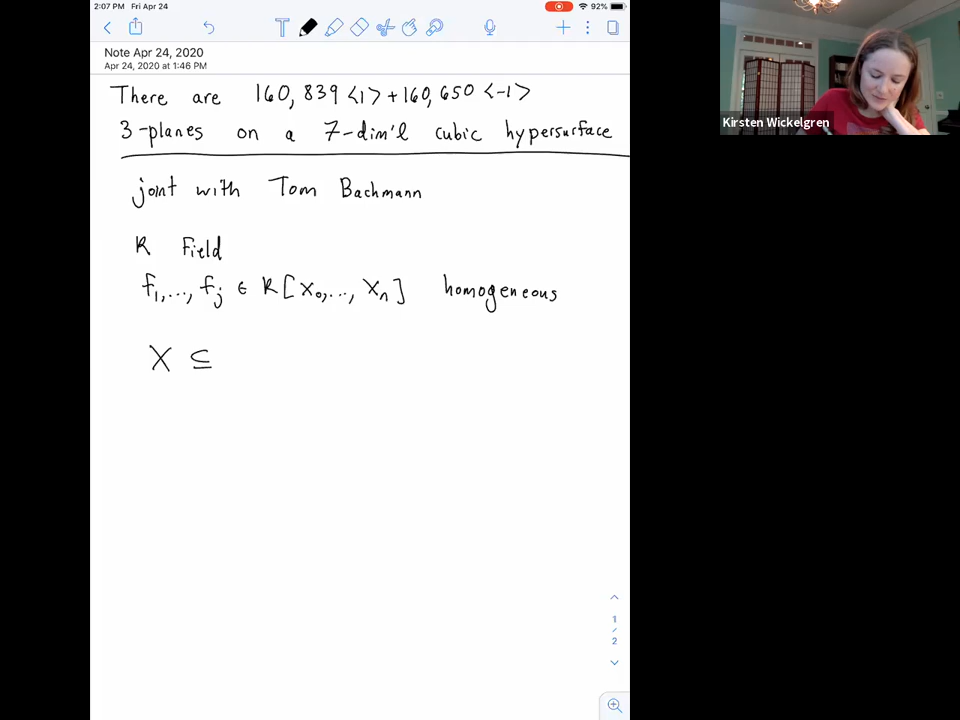 2:07 PM Fri Apr 24
92%
Note Apr 24, 2020
Apr 24, 2020 at 1:46 PM
There are 160,839 <1> + 160,650 <-1>
3-planes on a 7-dim'l cubic hypersurface
joint with Tom Bachmann
k Field
f₁,..., fⱼ ∈ k[x₀,..., xₙ] homogeneous
X ⊆
1
/
2
Kirsten Wickelgren